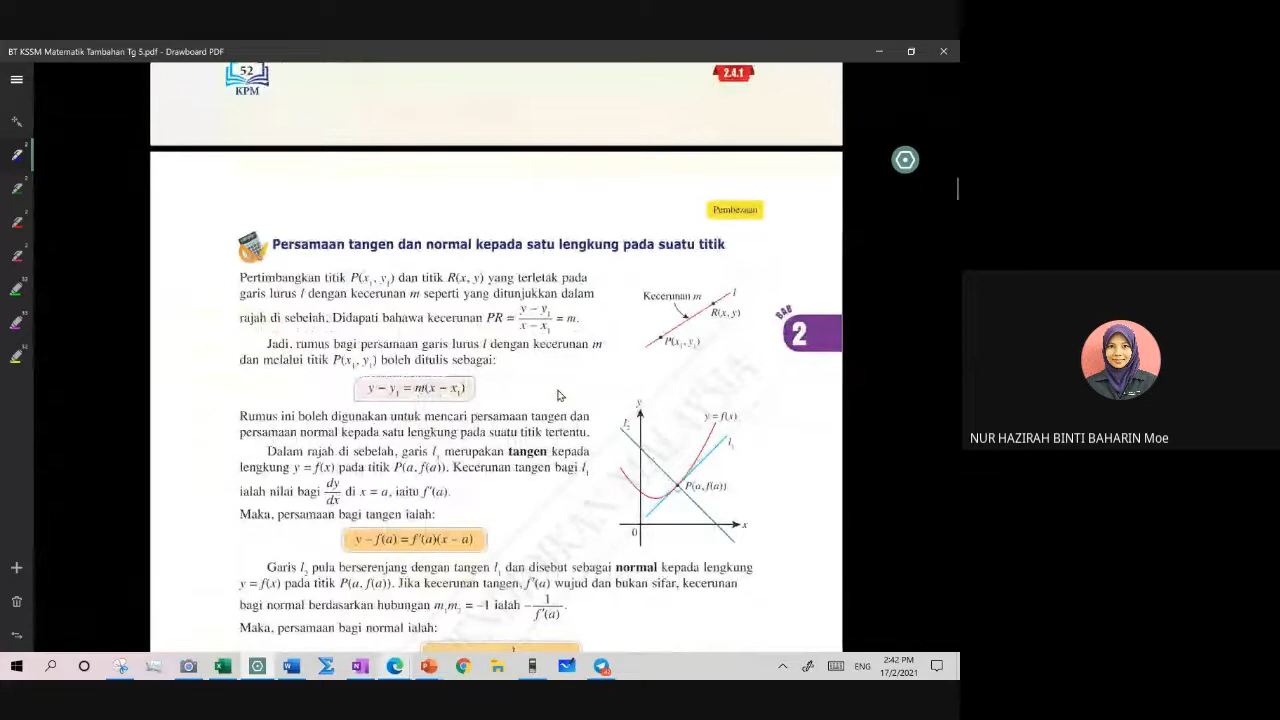 BT KSSM Matematik Tambahan Tg 5.pdf - Drawboard PDF
52
KPM
2.4.1
Pembezaan
Persamaan tangen dan normal kepada satu lengkung pada suatu titik
Pertimbangkan titik P(x₁, y₁) dan titik R(x, y) yang terletak pada
garis lurus l dengan kecerunan m seperti yang ditunjukkan dalam
rajah di sebelah. Didapati bahawa kecerunan PR = (y – y₁)/(x – x₁) = m.
Jadi, rumus bagi persamaan garis lurus l dengan kecerunan m
dan melalui titik P(x₁, y₁) boleh ditulis sebagai:
y – y₁ = m(x – x₁)
Kecerunan m
l
R(x, y)
P(x₁, y₁)
BAB
2
Rumus ini boleh digunakan untuk mencari persamaan tangen dan
persamaan normal kepada satu lengkung pada suatu titik tertentu.
Dalam rajah di sebelah, garis l₁ merupakan tangen kepada
lengkung y = f(x) pada titik P(a, f(a)). Kecerunan tangen bagi l₁
ialah nilai bagi dy/dx di x = a, iaitu f′(a).
Maka, persamaan bagi tangen ialah:
y – f(a) = f′(a)(x – a)
y
l₂
y = f(x)
l₁
P(a, f(a))
0
x
Garis l₂ pula berserenjang dengan tangen l₁ dan disebut sebagai normal kepada lengkung
y = f(x) pada titik P(a, f(a)). Jika kecerunan tangen, f′(a) wujud dan bukan sifar, kecerunan
bagi normal berdasarkan hubungan m₁m₂ = –1 ialah –1/f′(a).
Maka, persamaan bagi normal ialah:
NUR HAZIRAH BINTI BAHARIN Moe
ENG
2:42 PM
17/2/2021